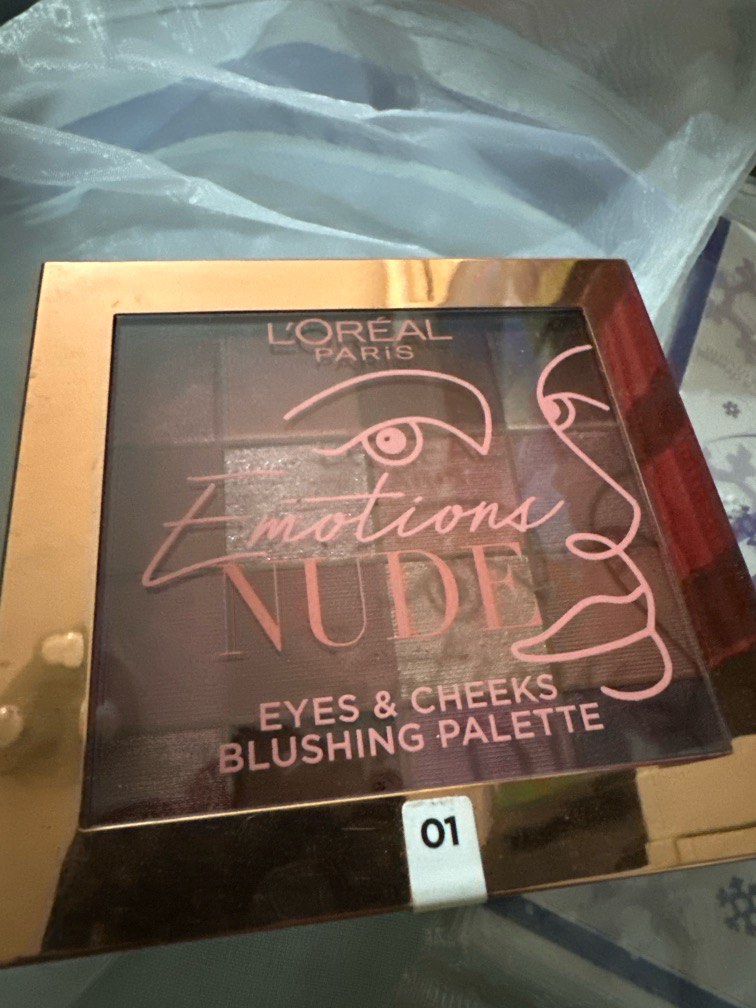 L'ORÉAL
PARiS
Emotions
NUDE
EYES & CHEEKS
BLUSHING PALETTE
01